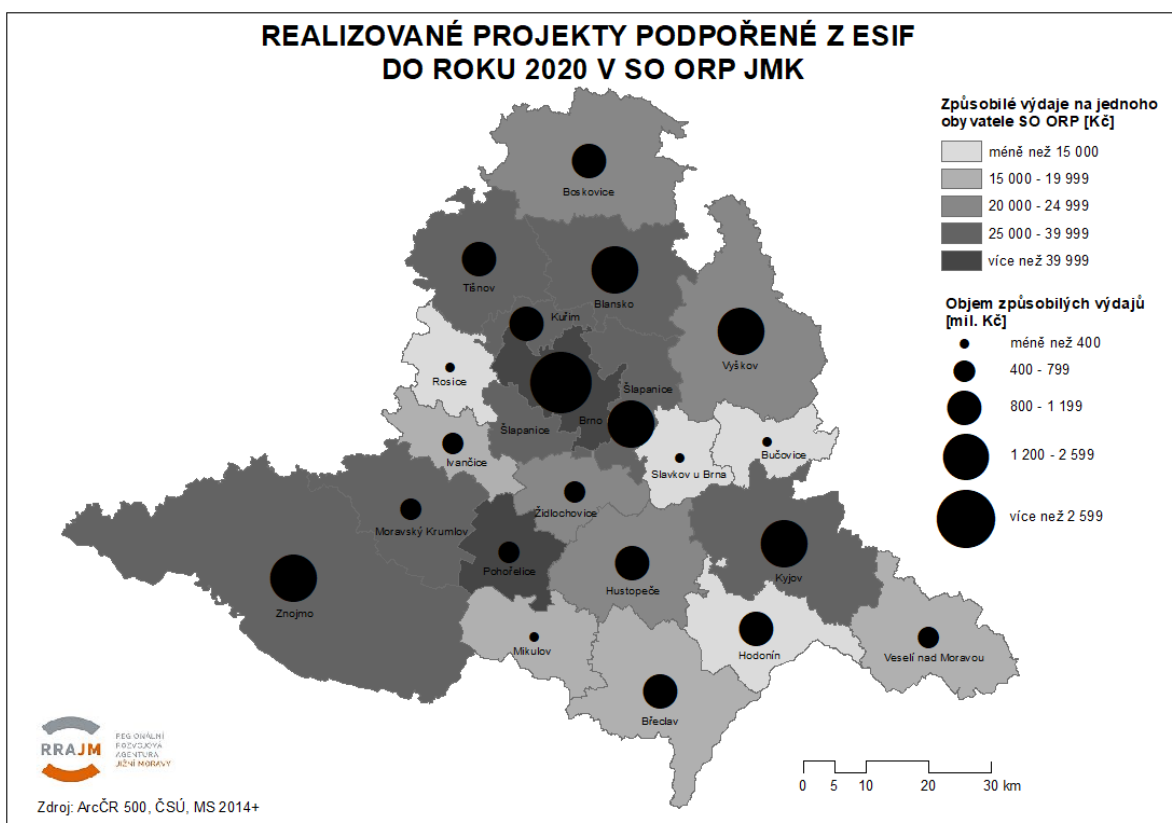 REALIZOVANÉ PROJEKTY PODPOŘENÉ Z ESIF
DO ROKU 2020 V SO ORP JMK
Způsobilé výdaje na jednoho
obyvatele SO ORP [Kč]
méně než 15 000
15 000 - 19 999
20 000 - 24 999
25 000 - 39 999
více než 39 999
Objem způsobilých výdajů
[mil. Kč]
méně než 400
400 - 799
800 - 1 199
1 200 - 2 599
více než 2 599
Boskovice
Tišnov
Blansko
Kuřim
Vyškov
Rosice
Šlapanice
Brno
Šlapanice
Ivančice
Bučovice
Slavkov u Brna
Židlochovice
Moravský Krumlov
Pohořelice
Hustopeče
Kyjov
Znojmo
Mikulov
Hodonín
Veselí nad Moravou
Břeclav
RRAJM
REGIONÁLNÍ
ROZVOJOVÁ
AGENTURA
JIŽNÍ MORAVY
0 5 10 20 30 km
Zdroj: ArcČR 500, ČSÚ, MS 2014+